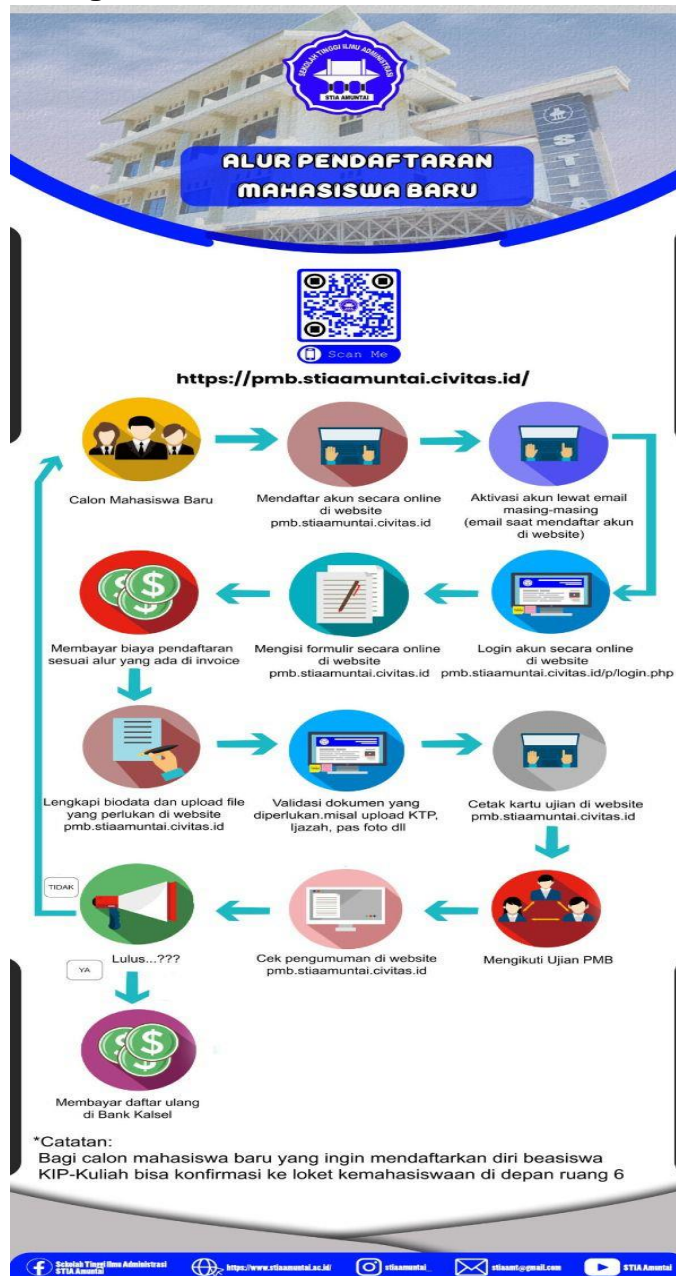 SEKOLAH TINGGI ILMU ADMINISTRASI
STIA AMUNTAI
STIA
ALUR PENDAFTARAN
MAHASISWA BARU
Scan Me
https://pmb.stiaamuntai.civitas.id/
Calon Mahasiswa Baru
Mendaftar akun secara online
di website
pmb.stiaamuntai.civitas.id
Aktivasi akun lewat email
masing-masing
(email saat mendaftar akun
di website)
Login akun secara online
di website
pmb.stiaamuntai.civitas.id/p/login.php
Mengisi formulir secara online
di website
pmb.stiaamuntai.civitas.id
Membayar biaya pendaftaran
sesuai alur yang ada di invoice
Lengkapi biodata dan upload file
yang perlukan di website
pmb.stiaamuntai.civitas.id
Validasi dokumen yang
diperlukan.misal upload KTP,
Ijazah, pas foto dll
Cetak kartu ujian di website
pmb.stiaamuntai.civitas.id
Mengikuti Ujian PMB
Cek pengumuman di website
pmb.stiaamuntai.civitas.id
Lulus...???
TIDAK
YA
Membayar daftar ulang
di Bank Kalsel
*Catatan:
Bagi calon mahasiswa baru yang ingin mendaftarkan diri beasiswa
KIP-Kuliah bisa konfirmasi ke loket kemahasiswaan di depan ruang 6
Sekolah Tinggi Ilmu Administrasi
STIA Amuntai
https://www.stiaamuntai.ac.id/
stiaamuntai_
stiaamt@gmail.com
STIA Amuntai